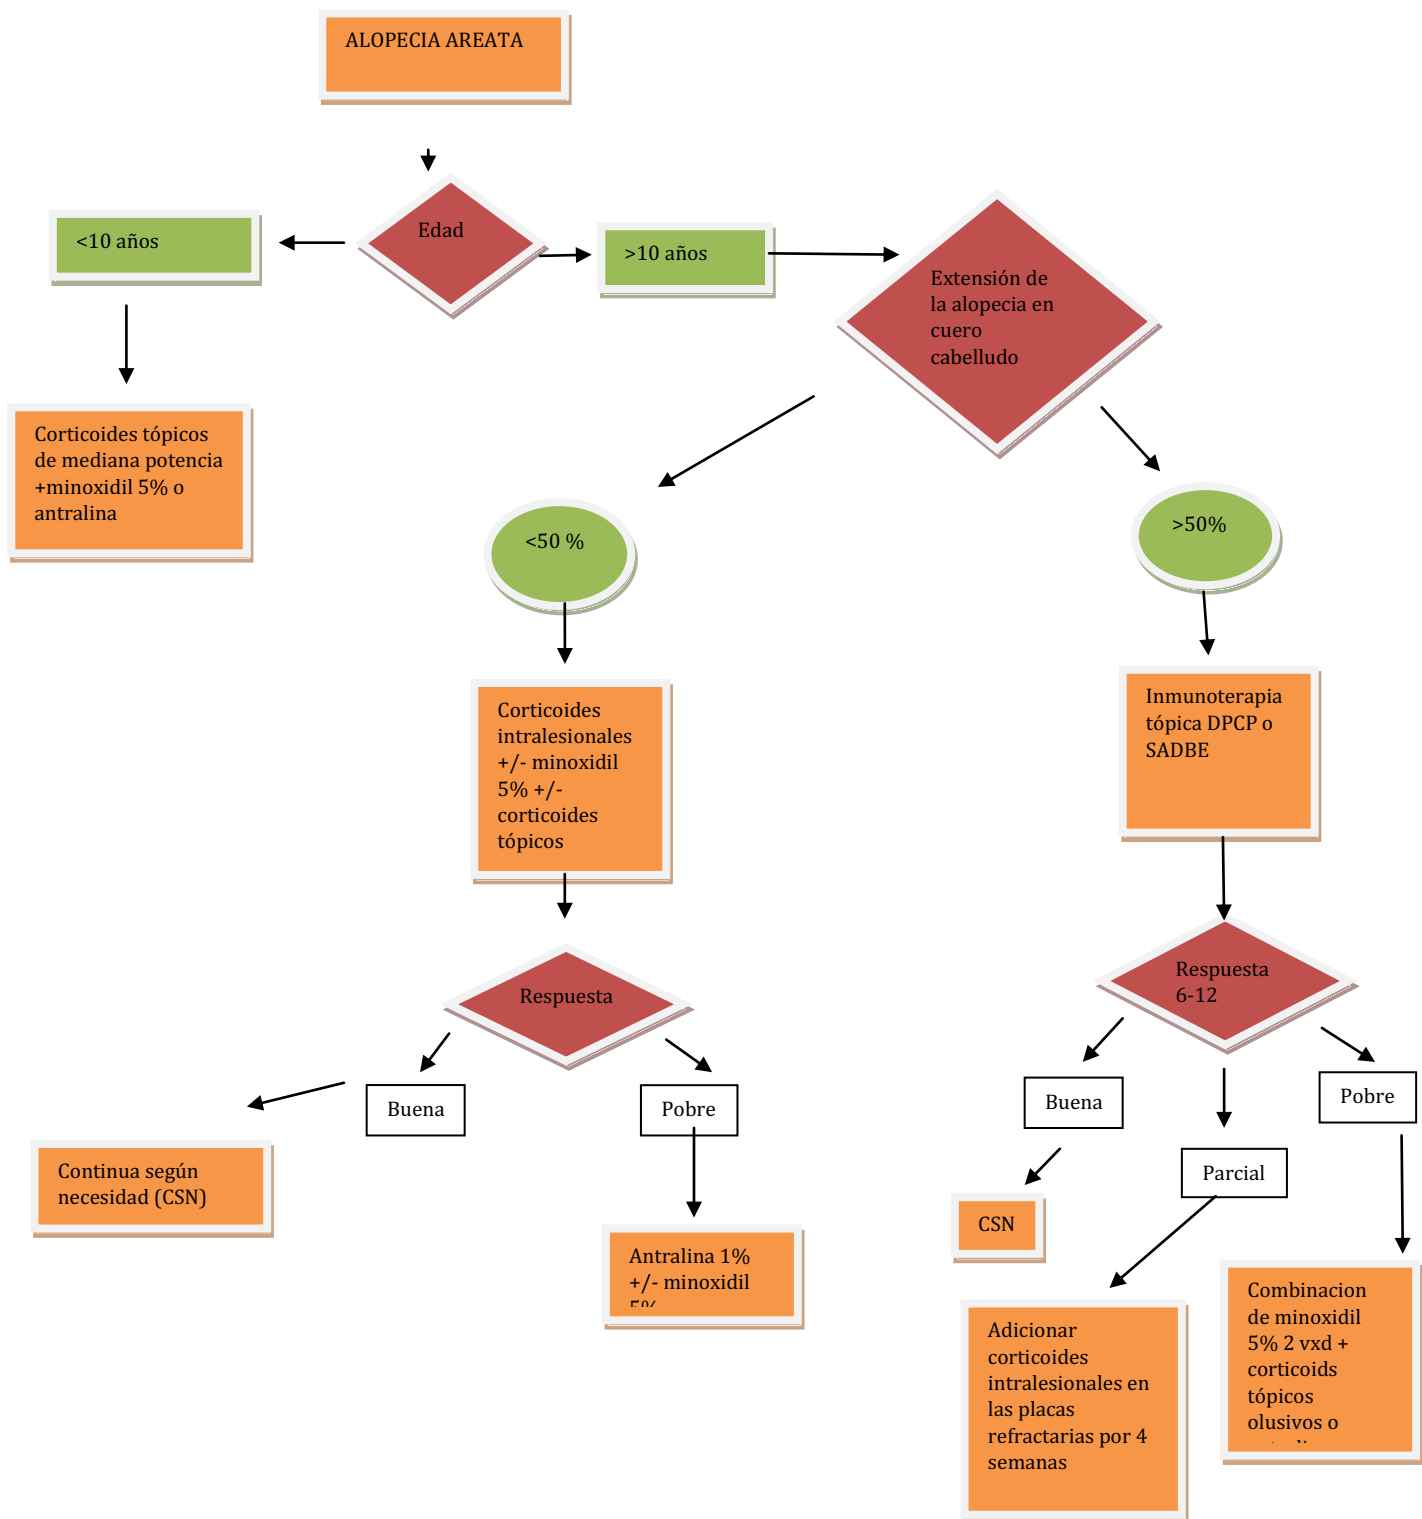 ALOPECIA AREATA
Edad
<10 años
>10 años
Extensión de
la alopecia en
cuero
cabelludo
Corticoides tópicos
de mediana potencia
+minoxidil 5% o
antralina
<50 %
>50%
Corticoides
intralesionales
+/- minoxidil
5% +/-
corticoides
tópicos
Inmunoterapia
tópica DPCP o
SADBE
Respuesta
Respuesta
6-12
Buena
Pobre
Buena
Parcial
Pobre
Continua según
necesidad (CSN)
Antralina 1%
+/- minoxidil
5%
CSN
Adicionar
corticoides
intralesionales en
las placas
refractarias por 4
semanas
Combinacion
de minoxidil
5% 2 vxd +
corticoids
tópicos
olusivos o